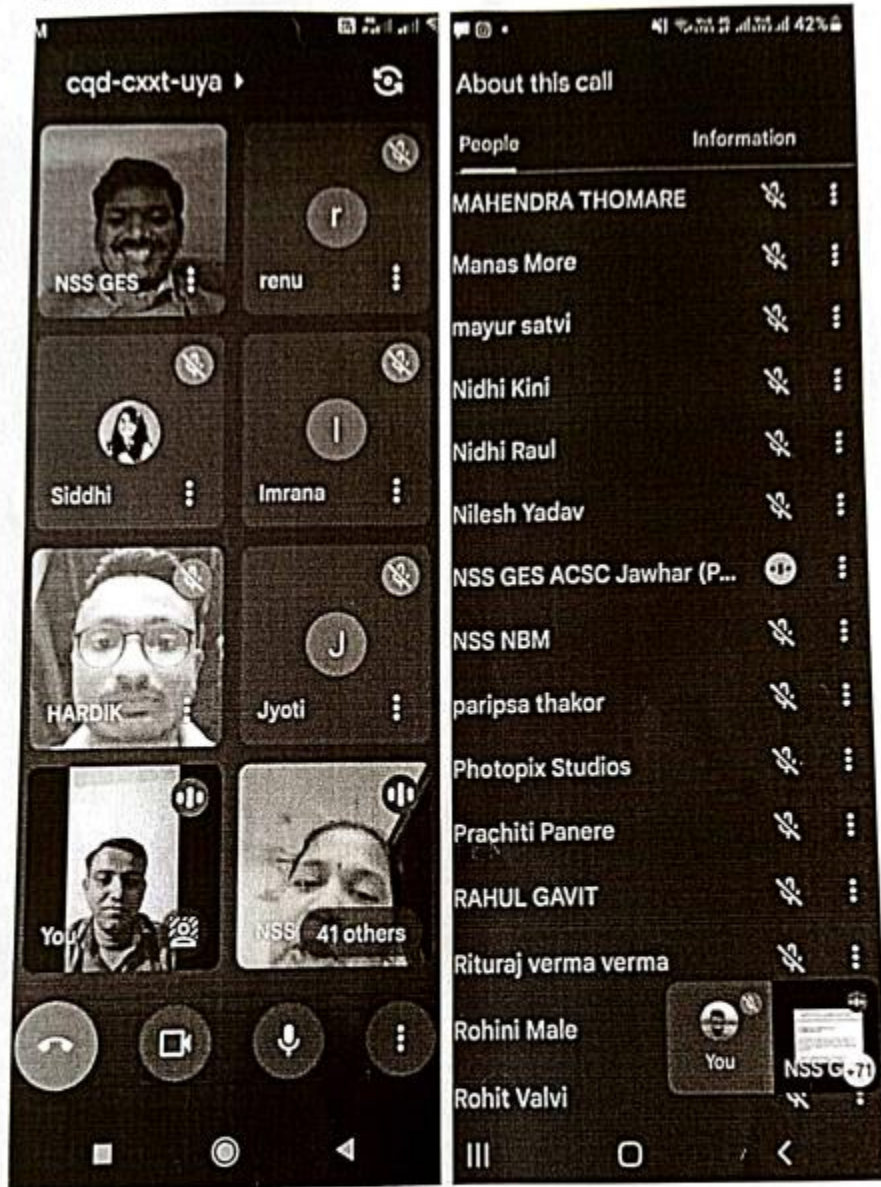 cqd-cxxt-uya
NSS GES
r
renu
Siddhi
I
Imrana
HARDIK
J
Jyoti
You
NSS
41 others
42%
About this call
People
Information
MAHENDRA THOMARE
Manas More
mayur satvi
Nidhi Kini
Nidhi Raul
Nilesh Yadav
NSS GES ACSC Jawhar (P...
NSS NBM
paripsa thakor
Photopix Studios
Prachiti Panere
RAHUL GAVIT
Rituraj verma verma
Rohini Male
Rohit Valvi
You
NSS G
+71